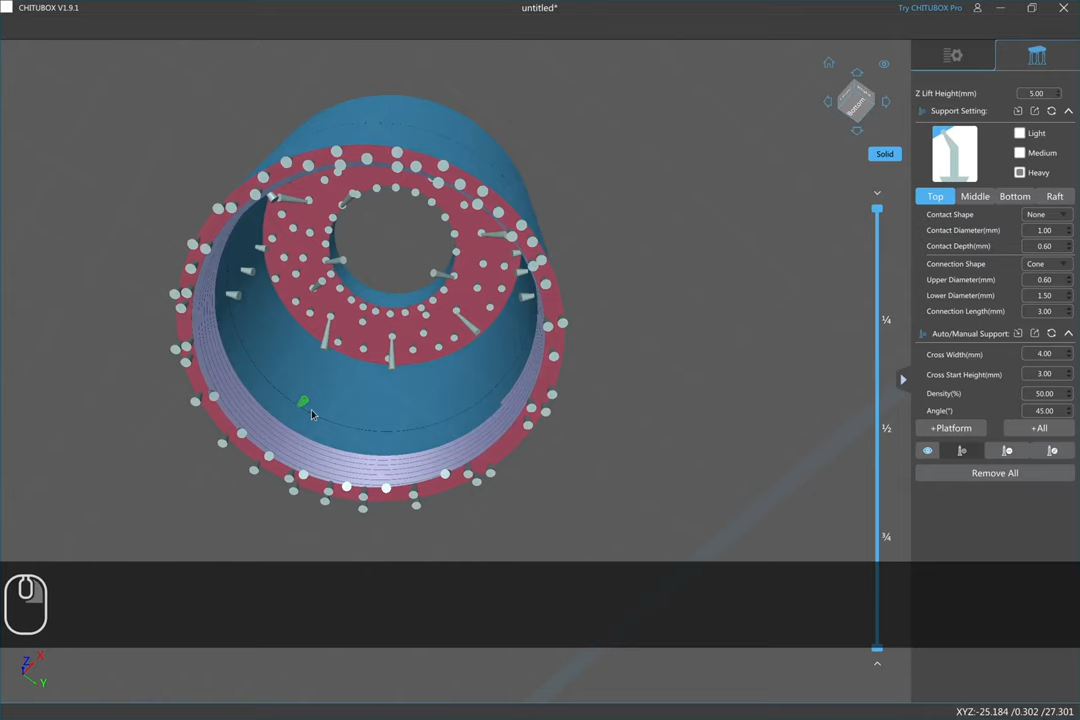 CHITUBOX V1.9.1
untitled*
Try CHITUBOX Pro
Z Lift Height(mm) 5.00
Support Setting:
Light
Medium
Heavy
Bottom
Solid
Top Middle Bottom Raft
Contact Shape None
Contact Diameter(mm) 1.00
Contact Depth(mm) 0.60
Connection Shape Cone
Upper Diameter(mm) 0.60
Lower Diameter(mm) 1.50
Connection Length(mm) 3.00
¼
Auto/Manual Support:
Cross Width(mm) 4.00
Cross Start Height(mm) 3.00
Density(%) 50.00
Angle(°) 45.00
+Platform +All
½
Remove All
¾
Z X
Y
XYZ:-25.184 /0.302 /27.301